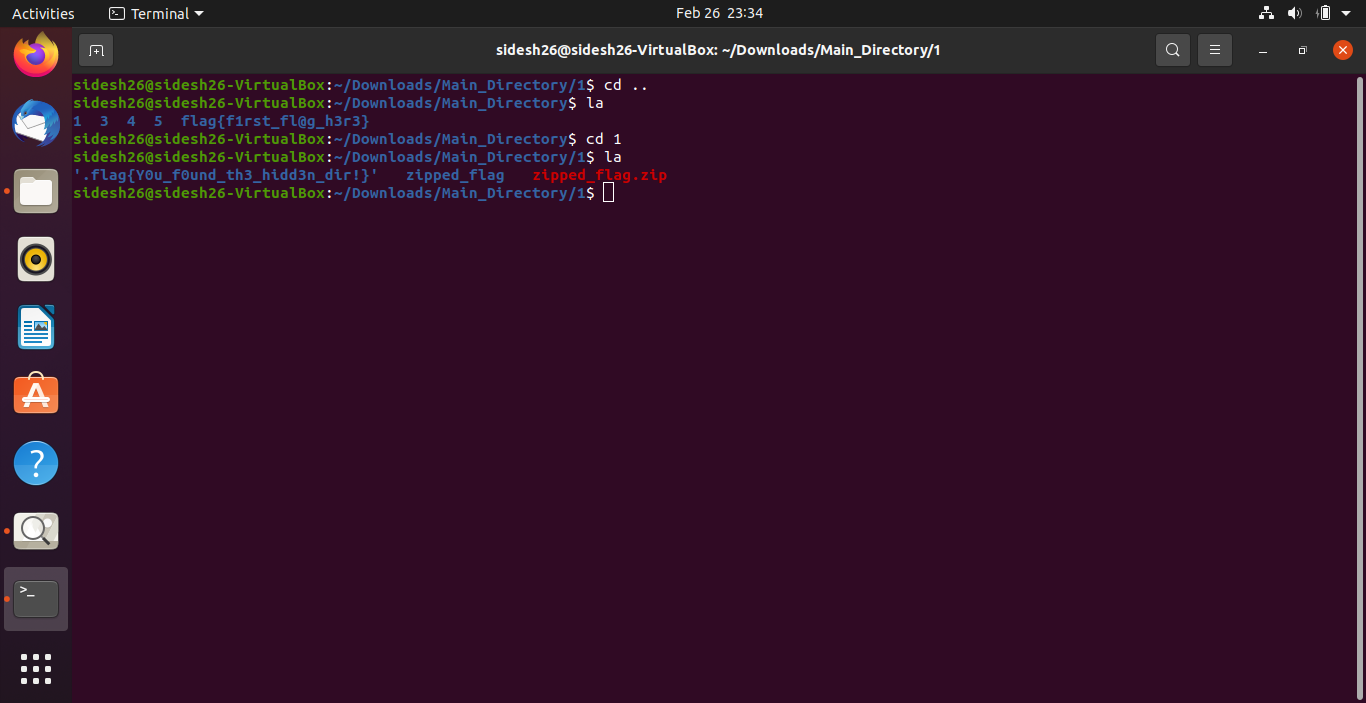 Activities Terminal Feb 26 23:34
sidesh26@sidesh26-VirtualBox: ~/Downloads/Main_Directory/1
sidesh26@sidesh26-VirtualBox:~/Downloads/Main_Directory/1$ cd ..
sidesh26@sidesh26-VirtualBox:~/Downloads/Main_Directory$ la
1 3 4 5 flag{f1rst_fl@g_h3r3}
sidesh26@sidesh26-VirtualBox:~/Downloads/Main_Directory$ cd 1
sidesh26@sidesh26-VirtualBox:~/Downloads/Main_Directory/1$ la
'.flag{Y0u_f0und_th3_hidd3n_dir!}' zipped_flag zipped_flag.zip
sidesh26@sidesh26-VirtualBox:~/Downloads/Main_Directory/1$